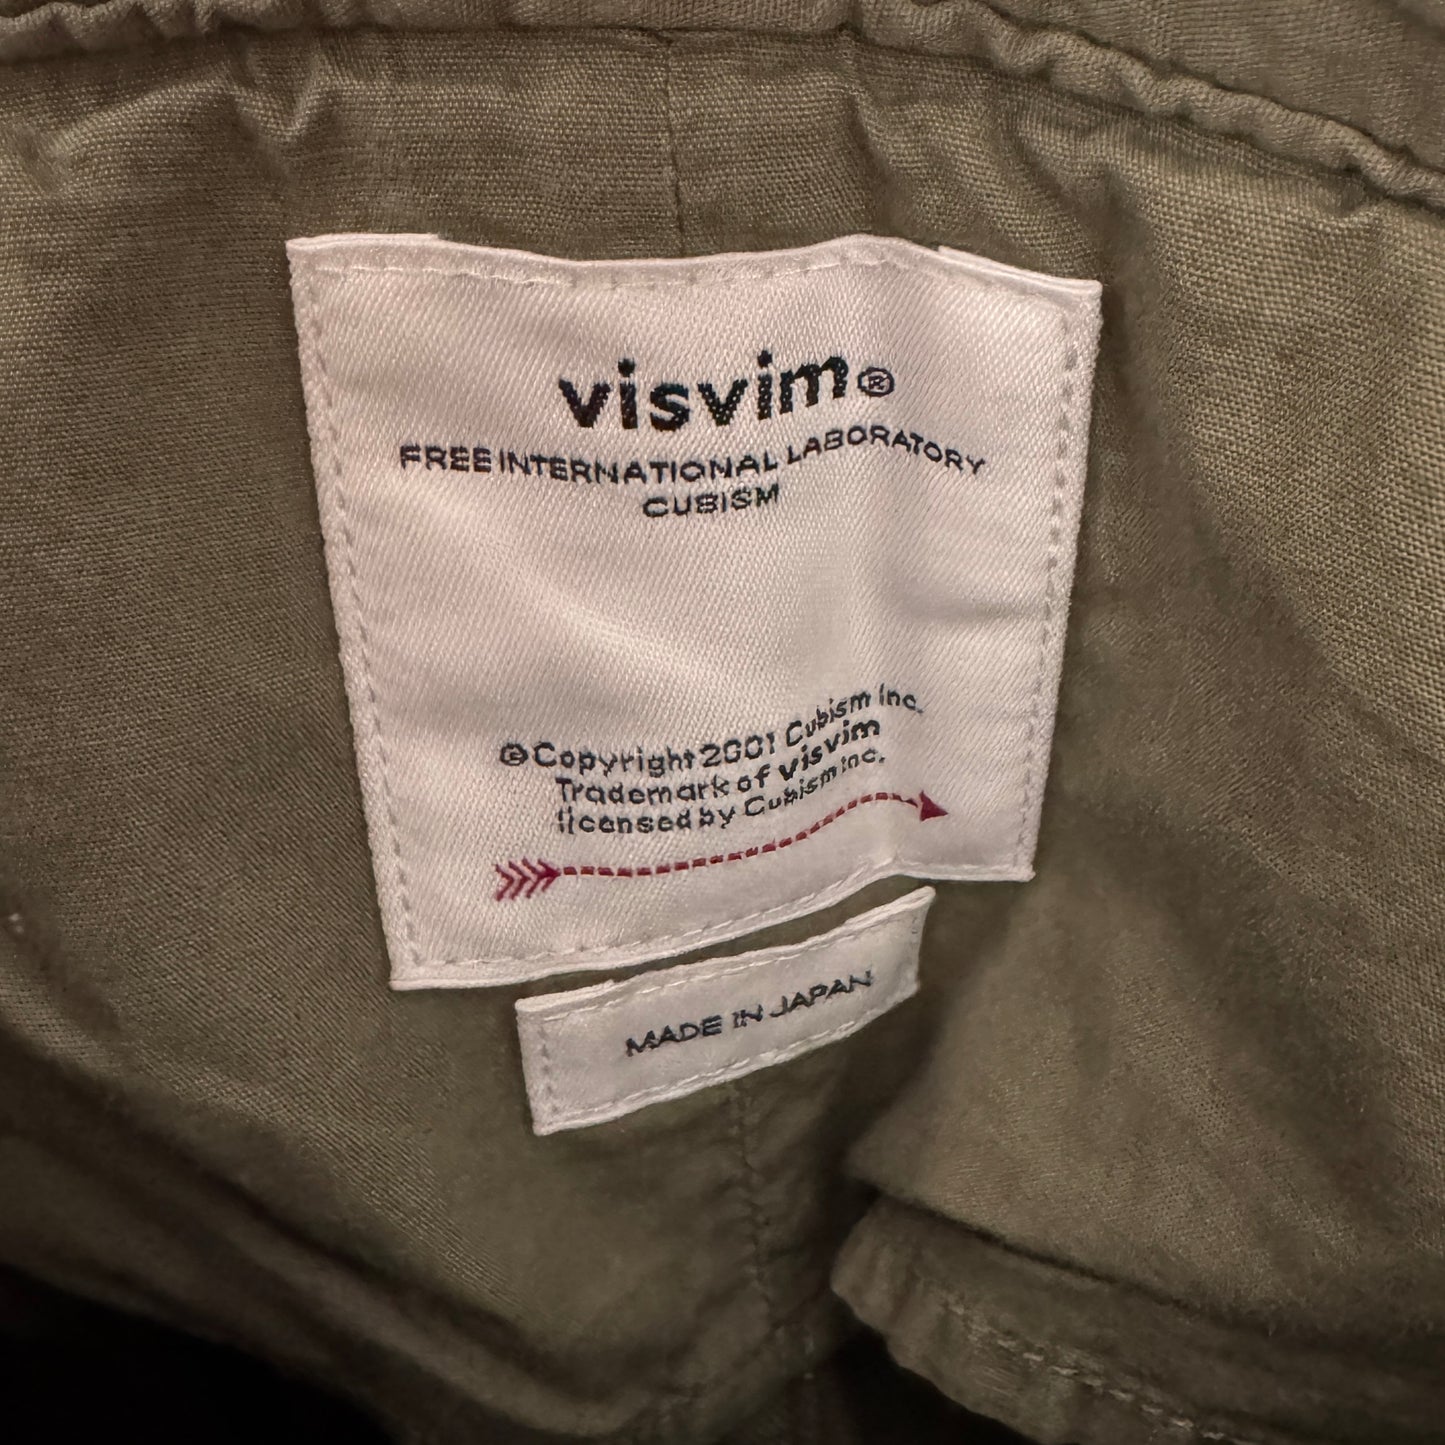 visvim®
FREE INTERNATIONAL LABORATORY
CUBISM
©Copyright 2001 Cubism Inc.
Trademark of visvim
licensed by Cubism Inc.
MADE IN JAPAN